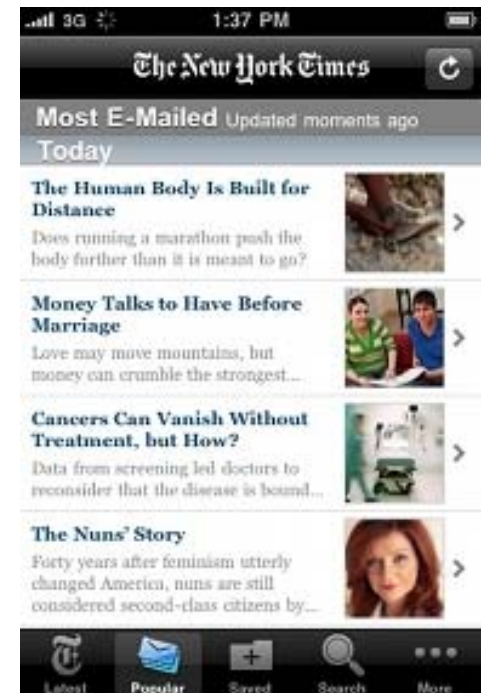 3G 1:37 PM
The New York Times
Most E-Mailed Updated moments ago
Today
The Human Body Is Built for
Distance
Does running a marathon push the
body further than it is meant to go?
Money Talks to Have Before
Marriage
Love may move mountains, but
money can crumble the strongest...
Cancers Can Vanish Without
Treatment, but How?
Data from screening led doctors to
reconsider that the disease is bound...
The Nuns' Story
Forty years after feminism utterly
changed America, nuns are still
considered second-class citizens by...
Latest Popular Saved Search More